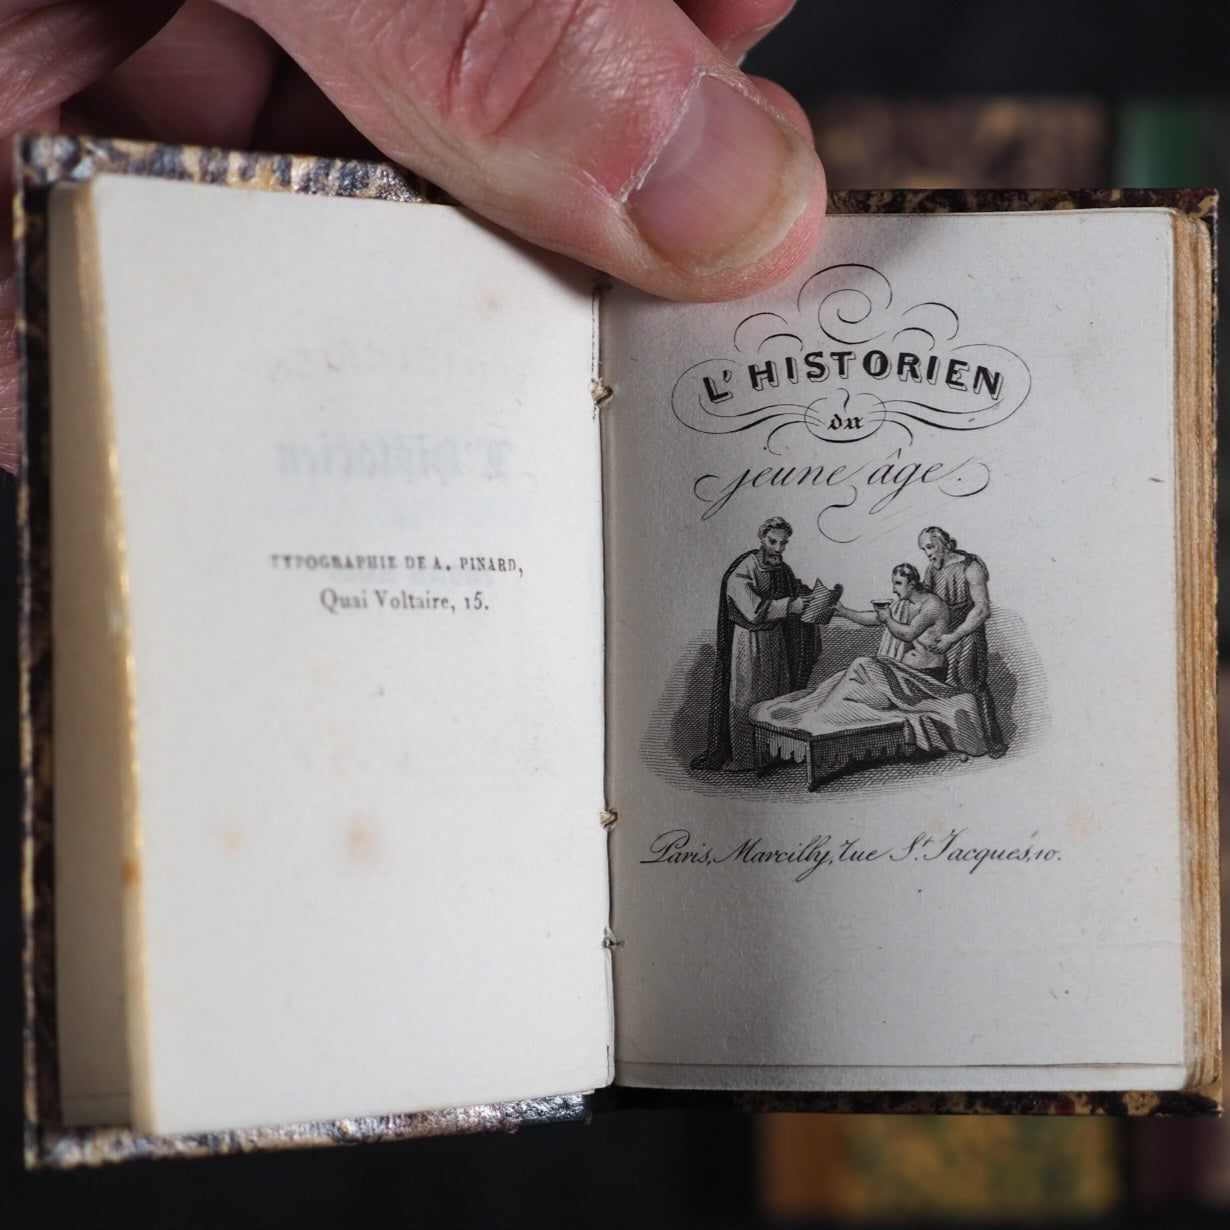 TYPOGRAPHIE DE A. PINARD,
Quai Voltaire, 15.
L'HISTORIEN
du
jeune âge.
Paris, Marcilly, rue St. Jacques, 10.